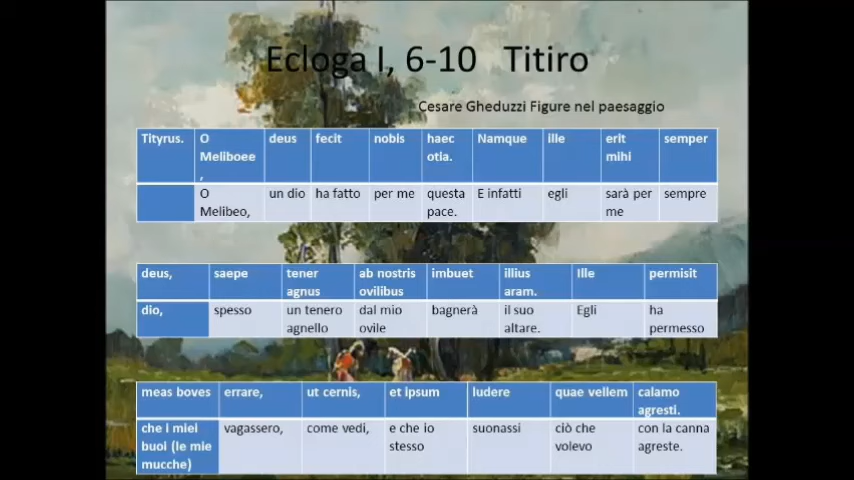 Ecloga I, 6-10 Titiro
Cesare Gheduzzi Figure nel paesaggio
Tityrus. O Meliboee , deus fecit nobis haec otia. Namque ille erit mihi semper
O Melibeo, un dio ha fatto per me questa pace. E infatti egli sarà per me sempre
deus, saepe tener agnus ab nostris ovilibus imbuet illius aram. Ille permisit
dio, spesso un tenero agnello dal mio ovile bagnerà il suo altare. Egli ha permesso
meas boves errare, ut cernis, et ipsum ludere quae vellem calamo agresti.
che i miei buoi (le mie mucche) vagassero, come vedi, e che io stesso suonassi ciò che volevo con la canna agreste.